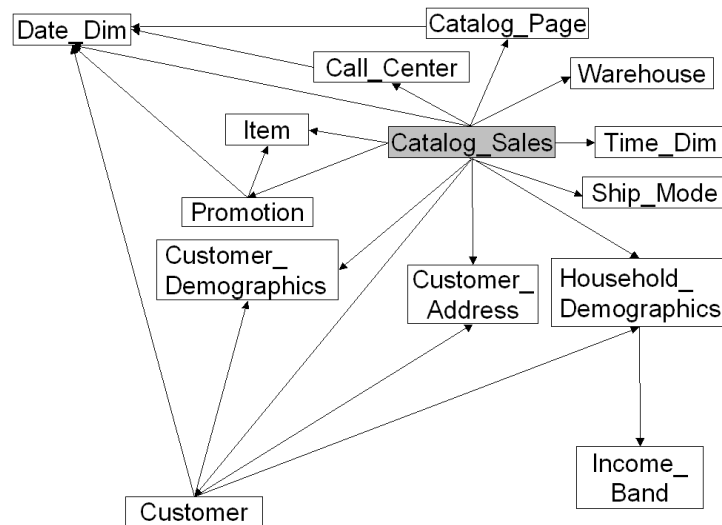 Date_Dim
Catalog_Page
Call_Center
Warehouse
Item
Catalog_Sales
Time_Dim
Promotion
Ship_Mode
Customer_
Demographics
Customer_
Address
Household_
Demographics
Income_
Band
Customer